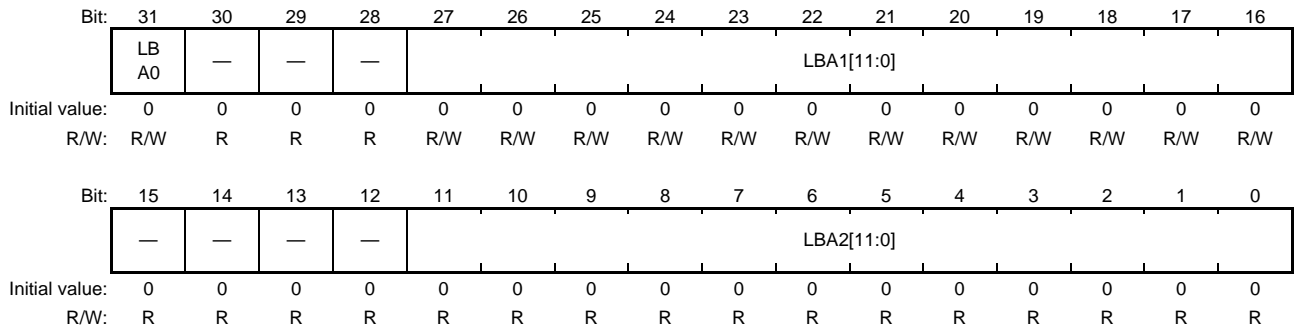 Bit: 31 30 29 28 27 26 25 24 23 22 21 20 19 18 17 16
LB
A0 — — — LBA1[11:0]
Initial value: 0 0 0 0 0 0 0 0 0 0 0 0 0 0 0 0
R/W: R/W R R R R/W R/W R/W R/W R/W R/W R/W R/W R/W R/W R/W R/W
Bit: 15 14 13 12 11 10 9 8 7 6 5 4 3 2 1 0
— — — — LBA2[11:0]
Initial value: 0 0 0 0 0 0 0 0 0 0 0 0 0 0 0 0
R/W: R R R R R R R R R R R R R R R R